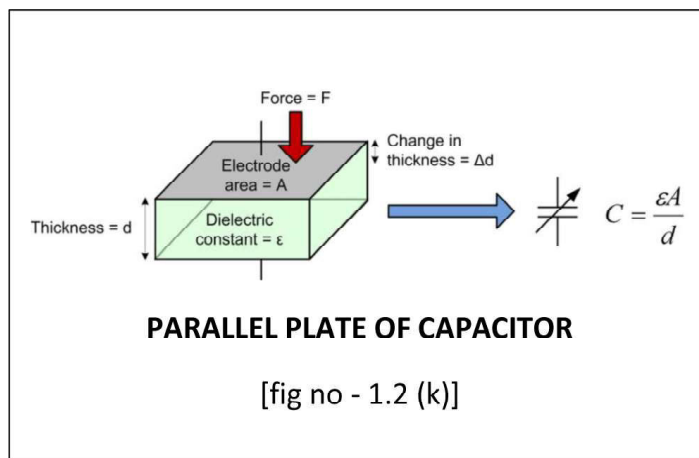 Force = F
Change in
thickness = Δd
Electrode
area = A
Thickness = d
Dielectric
constant = ε
C = εA / d
PARALLEL PLATE OF CAPACITOR
[fig no - 1.2 (k)]